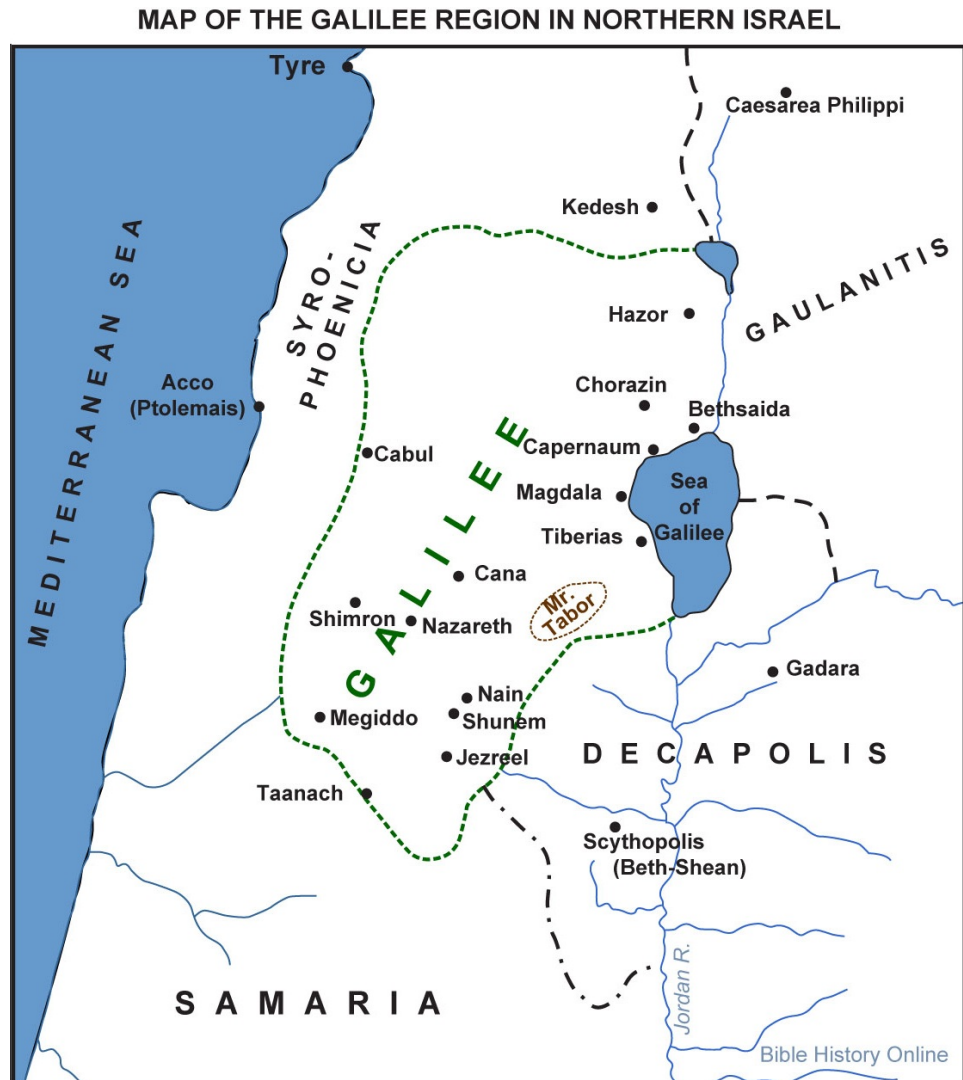 MAP OF THE GALILEE REGION IN NORTHERN ISRAEL
Tyre
Caesarea Philippi
Kedesh
MEDITERRANEAN SEA
SYRO-
PHOENICIA
GAULANITIS
Hazor
Acco
(Ptolemais)
Chorazin
Bethsaida
Cabul
Capernaum
GALILEE
Magdala
Sea
of
Galilee
Tiberias
Cana
Mr.
Tabor
Shimron
Nazareth
Gadara
Nain
Megiddo
Shunem
DECAPOLIS
Jezreel
Taanach
Scythopolis
(Beth-Shean)
SAMARIA
Jordan R.
Bible History Online